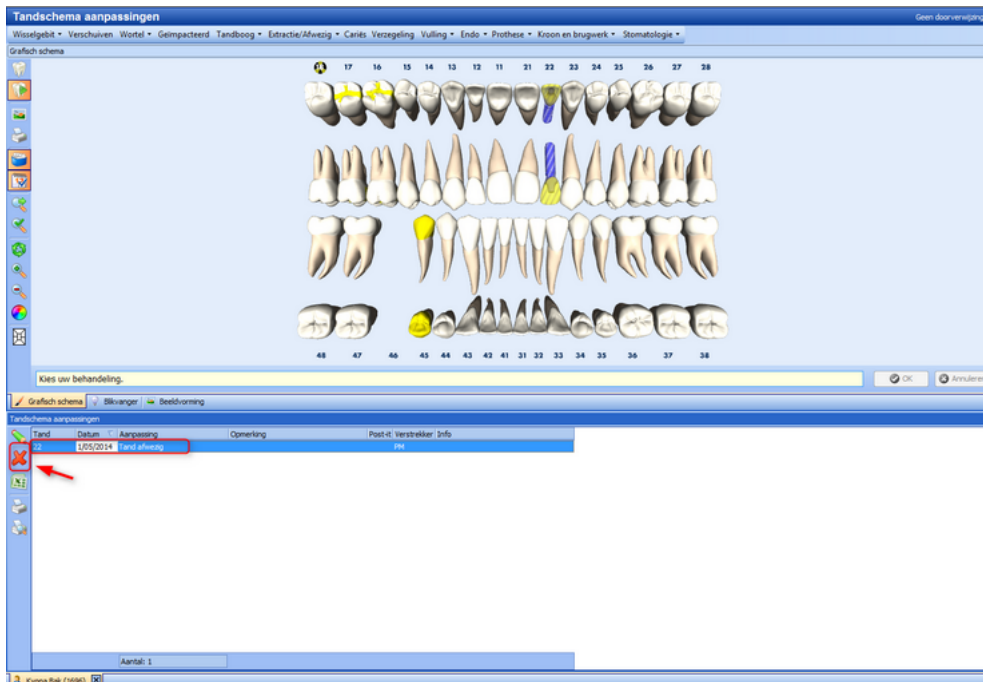 Tandschema aanpassingen Geen doorverwijzing
Wisselgebit Verschuiven Wortel Geïmpacteerd Tandboog Extractie/Afwezig Cariës Verzegeling Vulling Endo Prothese Kroon en brugwerk Stomatologie
Grafisch schema
17 16 15 14 13 12 11 21 22 23 24 25 26 27 28
48 47 46 45 44 43 42 41 31 32 33 34 35 36 37 38
Kies uw behandeling. OK Annuleren
Grafisch schema Blikvanger Beeldvorming
Tandschema aanpassingen
Tand Datum Aanpassing Opmerking Post-it Verstrekker Info
22 1/05/2014 Tand afwezig PM
Aantal: 1
(1696)